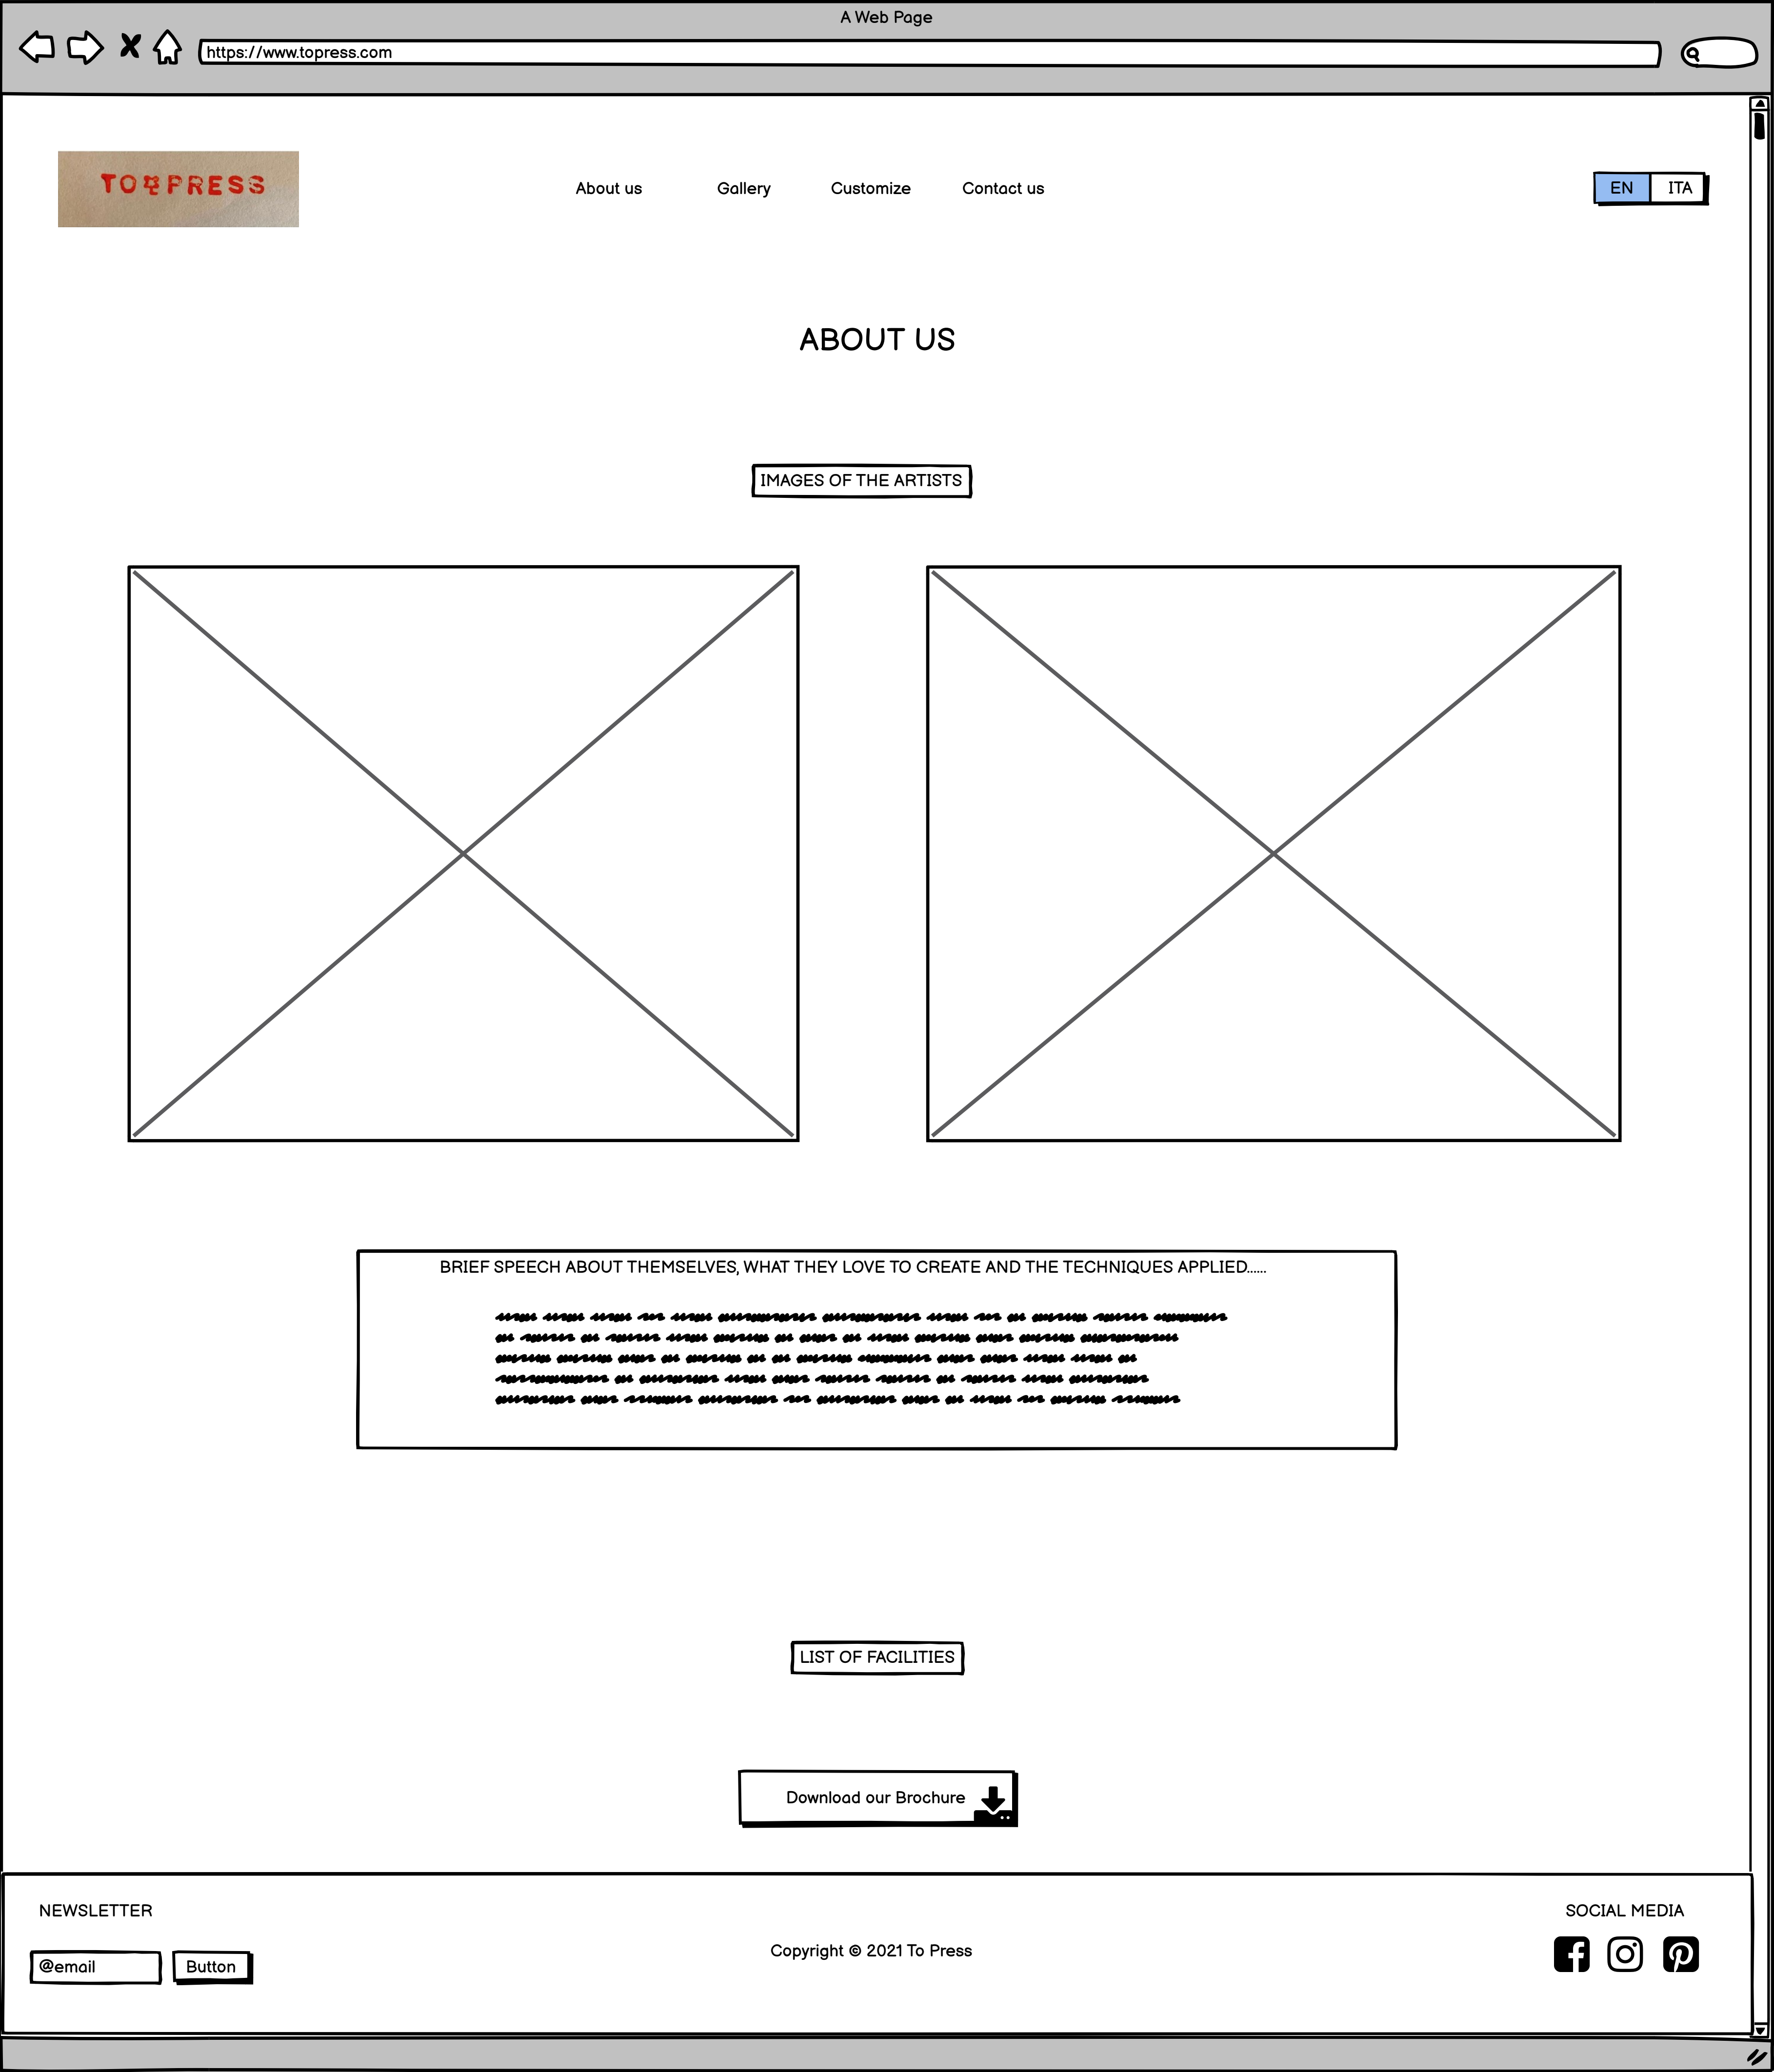 A Web Page
https://www.topress.com
TO PRESS
About us Gallery Customize Contact us
EN ITA
ABOUT US
IMAGES OF THE ARTISTS
BRIEF SPEECH ABOUT THEMSELVES, WHAT THEY LOVE TO CREATE AND THE TECHNIQUES APPLIED......
LIST OF FACILITIES
Download our Brochure
NEWSLETTER
SOCIAL MEDIA
@email Button
Copyright © 2021 To Press